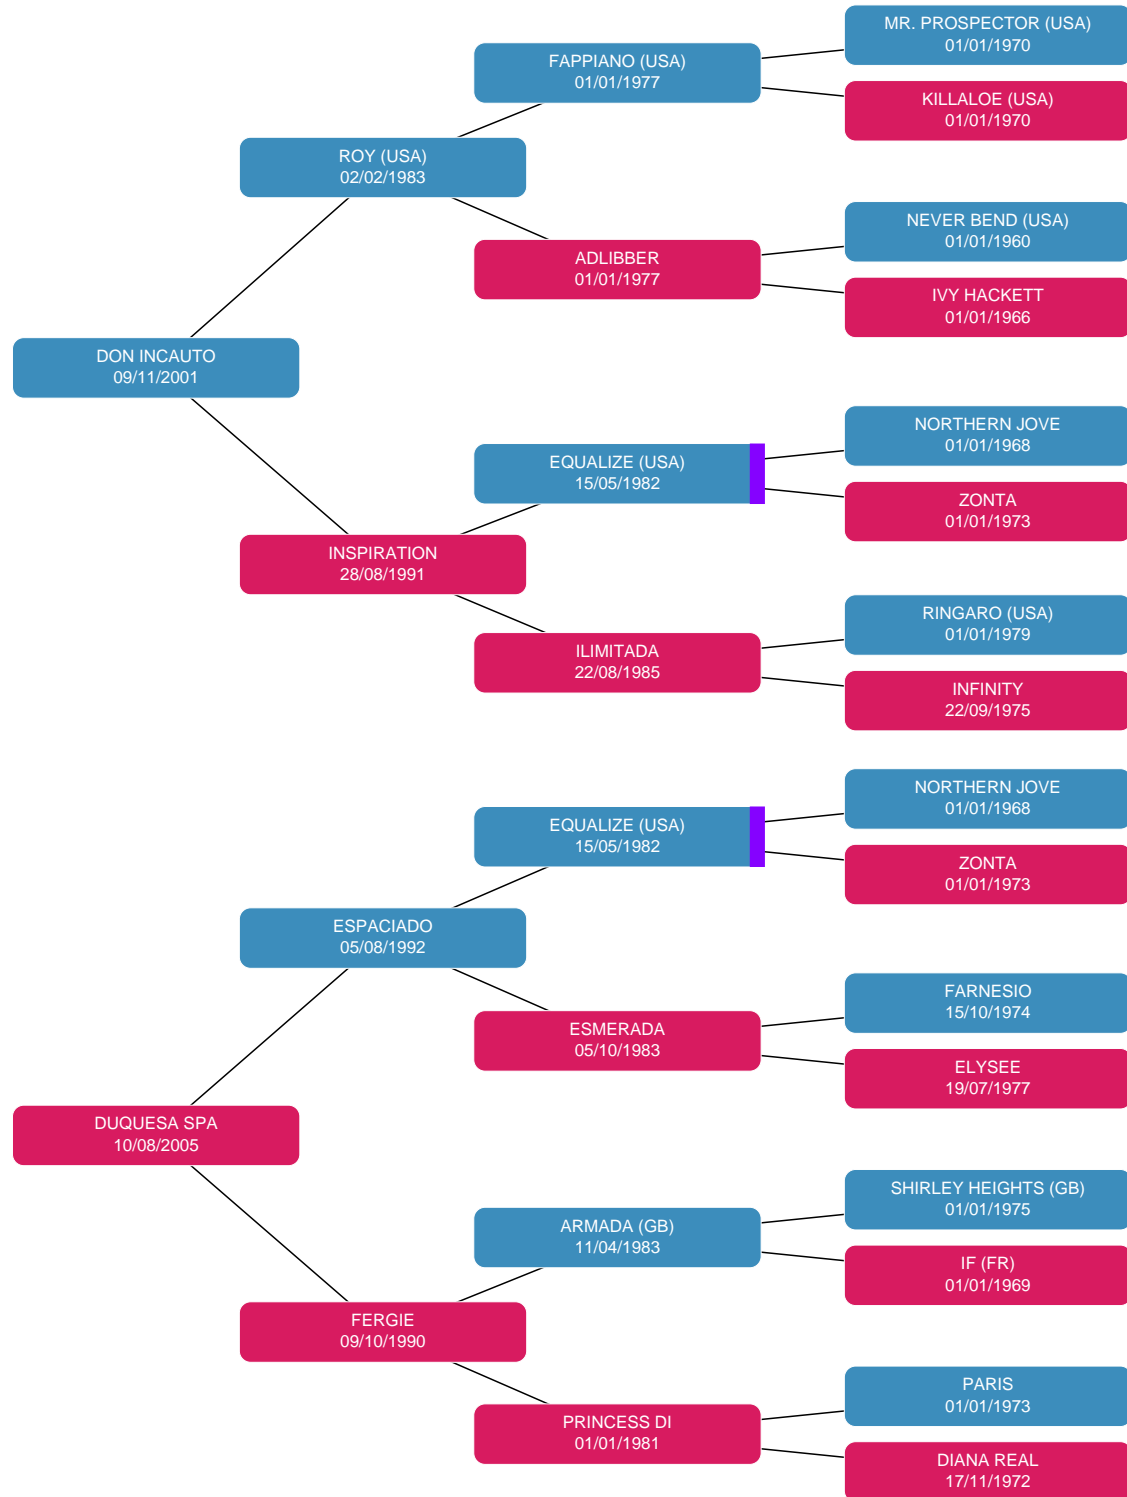 MR. PROSPECTOR (USA)
01/01/1970
FAPPIANO (USA)
01/01/1977
KILLALOE (USA)
01/01/1970
ROY (USA)
02/02/1983
NEVER BEND (USA)
01/01/1960
ADLIBBER
01/01/1977
IVY HACKETT
01/01/1966
DON INCAUTO
09/11/2001
NORTHERN JOVE
01/01/1968
EQUALIZE (USA)
15/05/1982
ZONTA
01/01/1973
INSPIRATION
28/08/1991
RINGARO (USA)
01/01/1979
ILIMITADA
22/08/1985
INFINITY
22/09/1975
NORTHERN JOVE
01/01/1968
EQUALIZE (USA)
15/05/1982
ZONTA
01/01/1973
ESPACIADO
05/08/1992
FARNESIO
15/10/1974
ESMERADA
05/10/1983
ELYSEE
19/07/1977
DUQUESA SPA
10/08/2005
SHIRLEY HEIGHTS (GB)
01/01/1975
ARMADA (GB)
11/04/1983
IF (FR)
01/01/1969
FERGIE
09/10/1990
PARIS
01/01/1973
PRINCESS DI
01/01/1981
DIANA REAL
17/11/1972